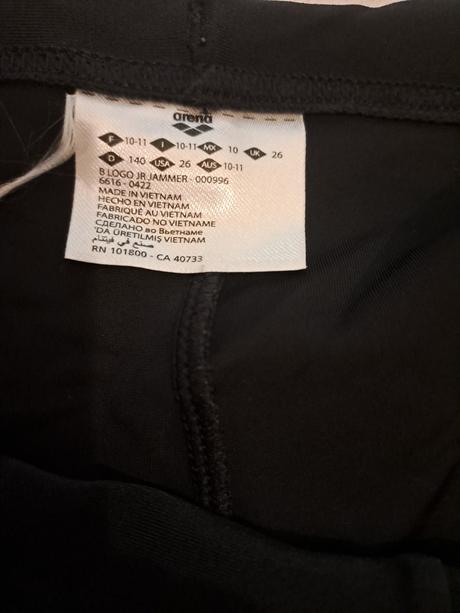 arena
F 10-11 I 10-11 MX 10 UK 26
D 140 USA 26 AUS 10-11
B LOGO JR JAMMER - 000996
6616 - 0422
MADE IN VIETNAM
HECHO EN VIETNAM
FABRIQUÉ AU VIETNAM
FABRICADO NO VIETNAME
СДЕЛАНО во Вьетнаме
'DA ÜRETILMIŞ VIETNAM
صنع في فيتنام
RN 101800 - CA 40733